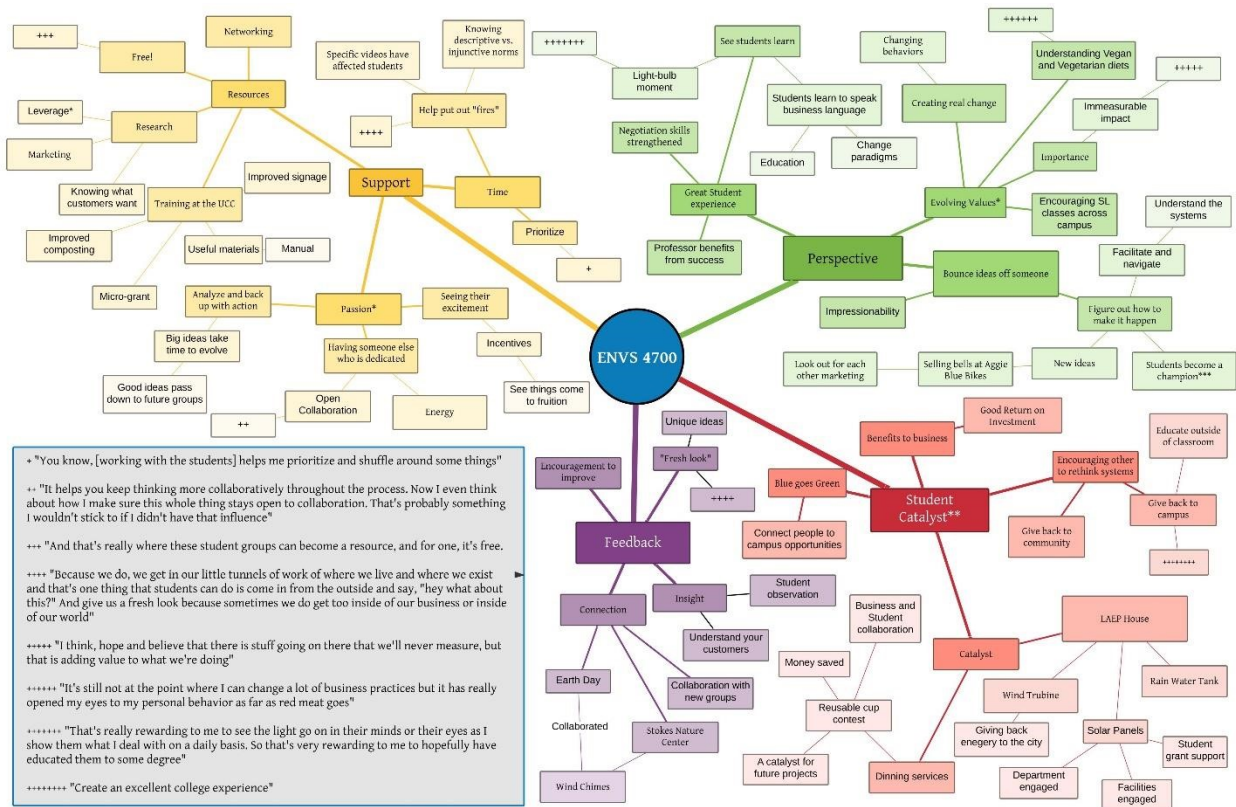 ENVS 4700
Support
Resources
Networking
Free!
+++
Research
Leverage*
Marketing
Knowing what
customers want
Training at the UCC
Improved signage
Improved
composting
Useful materials
Manual
Micro-grant
Time
Help put out "fires"
Specific videos have
affected students
Knowing
descriptive vs.
injunctive norms
++++
Prioritize
+
Passion*
Analyze and back
up with action
Big ideas take
time to evolve
Good ideas pass
down to future groups
Having someone else
who is dedicated
Open
Collaboration
++
Energy
Seeing their
excitement
Incentives
See things come
to fruition
Perspective
Great Student
experience
See students learn
Light-bulb
moment
+++++++
Students learn to speak
business language
Education
Change
paradigms
Negotiation skills
strengthened
Professor benefits
from success
Evolving Values*
Creating real change
Changing
behaviors
Understanding Vegan
and Vegetarian diets
++++++
Importance
Immeasurable
impact
+++++
Encouraging SL
classes across
campus
Bounce ideas off someone
Impressionability
Figure out how to
make it happen
Facilitate and
navigate
Understand the
systems
New ideas
Selling bells at Aggie
Blue Bikes
Look out for each
other marketing
Students become a
champion***
Student
Catalyst**
Benefits to business
Good Return on
Investment
Blue goes Green
Connect people to
campus opportunities
Encouraging other
to rethink systems
Give back to
community
Give back to
campus
Educate outside
of classroom
++++++++
Catalyst
LAEP House
Wind Trubine
Giving back
enegery to the city
Solar Panels
Department
engaged
Facilities
engaged
Student
grant support
Rain Water Tank
Dinning services
Reusable cup
contest
Money saved
Business and
Student
collaboration
A catalyst for
future projects
Feedback
Encouragement to
improve
"Fresh look"
Unique ideas
++++
Insight
Student
observation
Understand your
customers
Connection
Earth Day
Collaborated
Wind Chimes
Stokes Nature
Center
Collaboration with
new groups
+ "You know, [working with the students] helps me prioritize and shuffle around some things"
++ "It helps you keep thinking more collaboratively throughout the process. Now I even think
about how I make sure this whole thing stays open to collaboration. That's probably something
I wouldn't stick to if I didn't have that influence"
+++ "And that's really where these student groups can become a resource, and for one, it's free.
++++ "Because we do, we get in our little tunnels of work of where we live and where we exist
and that's one thing that students can do is come in from the outside and say, "hey what about
this?" And give us a fresh look because sometimes we do get too inside of our business or inside
of our world"
+++++ "I think, hope and believe that there is stuff going on there that we'll never measure, but
that is adding value to what we're doing"
++++++ "It's still not at the point where I can change a lot of business practices but it has really
opened my eyes to my personal behavior as far as red meat goes"
+++++++ "That's really rewarding to me to see the light go on in their minds or their eyes as I
show them what I deal with on a daily basis. So that's very rewarding to me to hopefully have
educated them to some degree"
++++++++ "Create an excellent college experience"